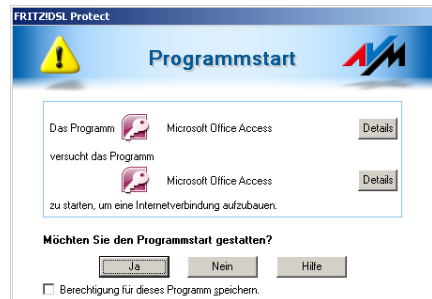 FRITZ!DSL Protect
Programmstart
AVM
Das Programm Microsoft Office Access Details
versucht das Programm
Microsoft Office Access Details
zu starten, um eine Internetverbindung aufzubauen.
Möchten Sie den Programmstart gestatten?
Ja Nein Hilfe
Berechtigung für dieses Programm speichern.